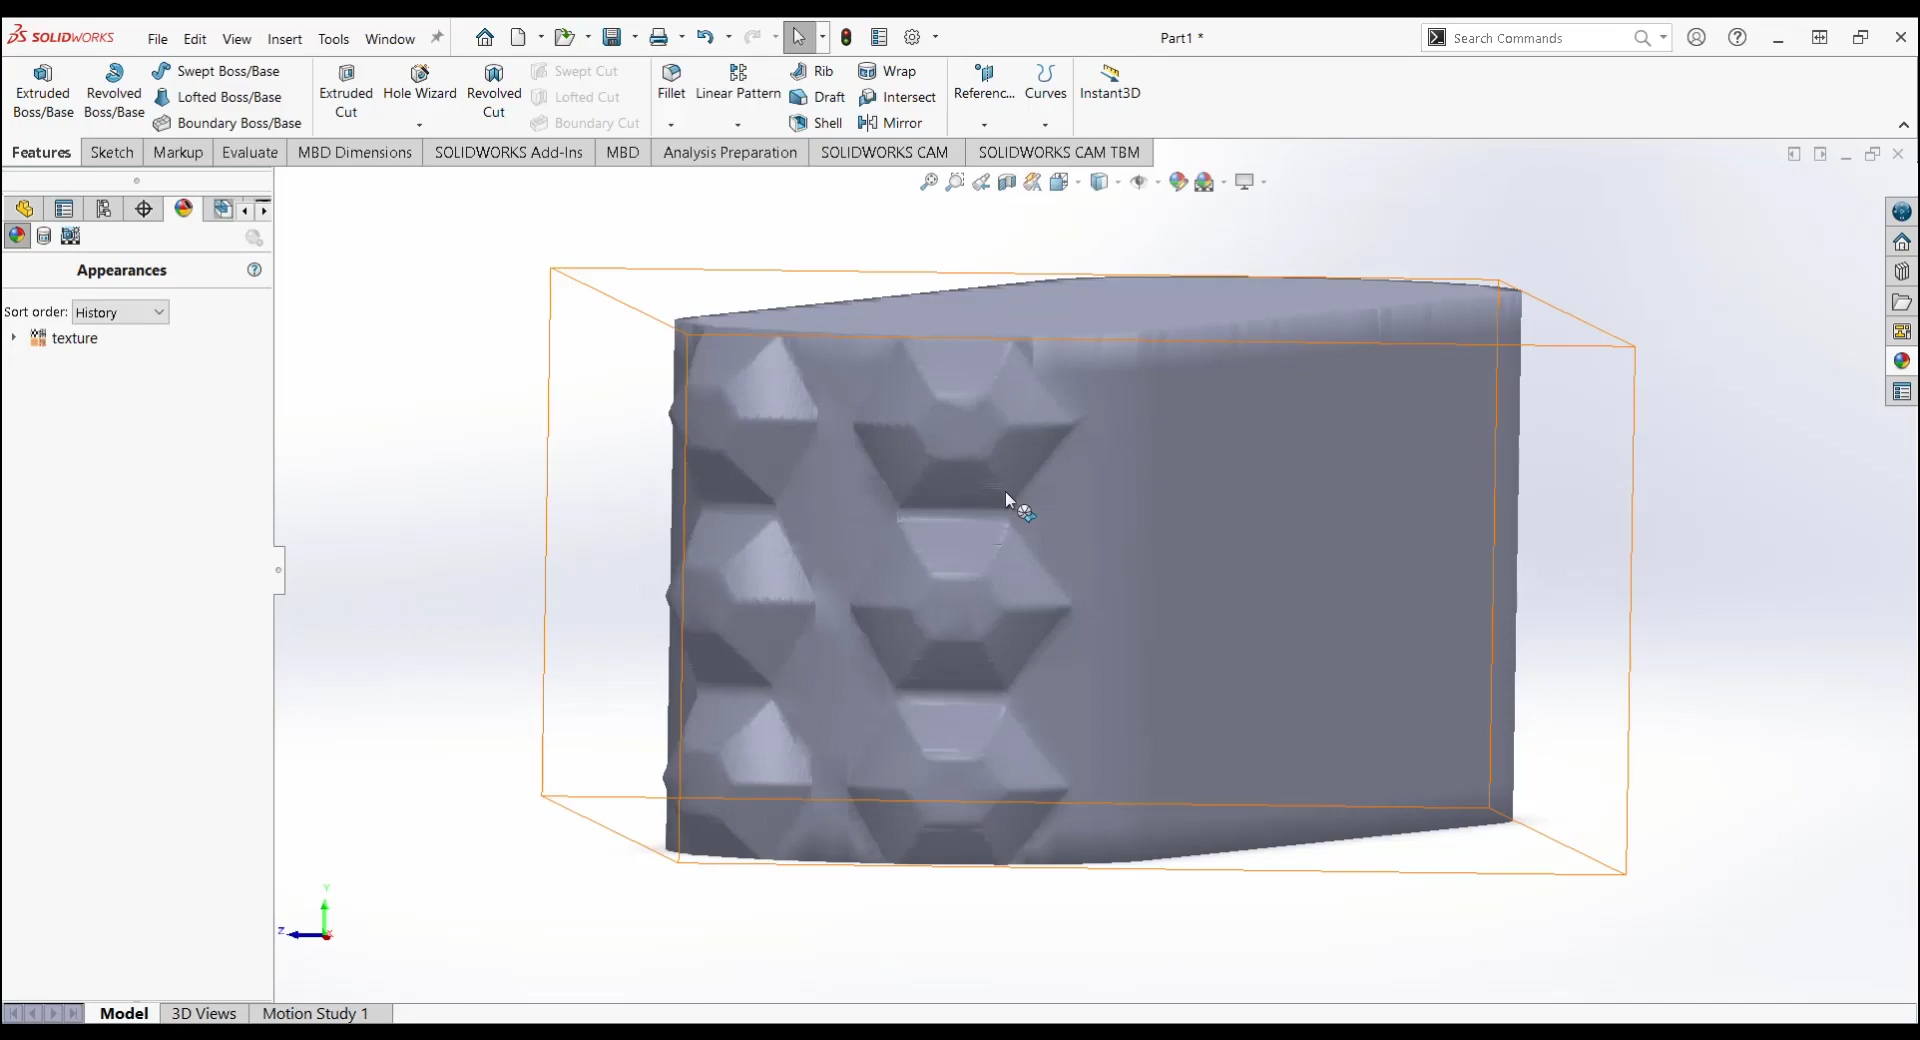 SOLIDWORKS File Edit View Insert Tools Window Part1 * Search Commands
Extruded Boss/Base
Revolved Boss/Base
Swept Boss/Base
Lofted Boss/Base
Boundary Boss/Base
Extruded Cut
Hole Wizard
Revolved Cut
Swept Cut
Lofted Cut
Boundary Cut
Fillet
Linear Pattern
Rib
Draft
Shell
Wrap
Intersect
Mirror
Referenc...
Curves
Instant3D
Features Sketch Markup Evaluate MBD Dimensions SOLIDWORKS Add-Ins MBD Analysis Preparation SOLIDWORKS CAM SOLIDWORKS CAM TBM
Appearances
Sort order: History
texture
Y
Z
Model 3D Views Motion Study 1